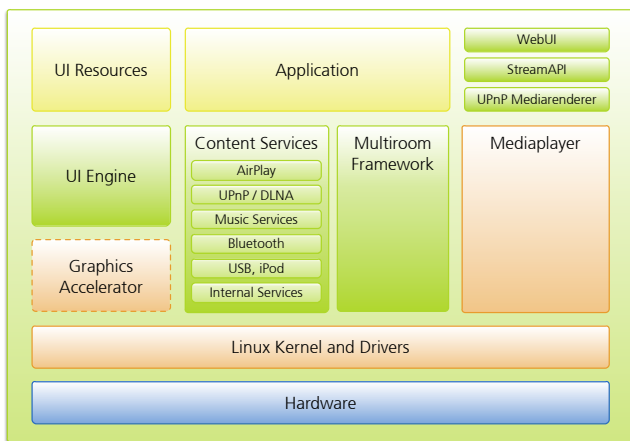 UI Resources
Application
WebUI
StreamAPI
UPnP Mediarenderer
UI Engine
Content Services
AirPlay
UPnP / DLNA
Music Services
Bluetooth
USB, iPod
Internal Services
Multiroom
Framework
Mediaplayer
Graphics
Accelerator
Linux Kernel and Drivers
Hardware